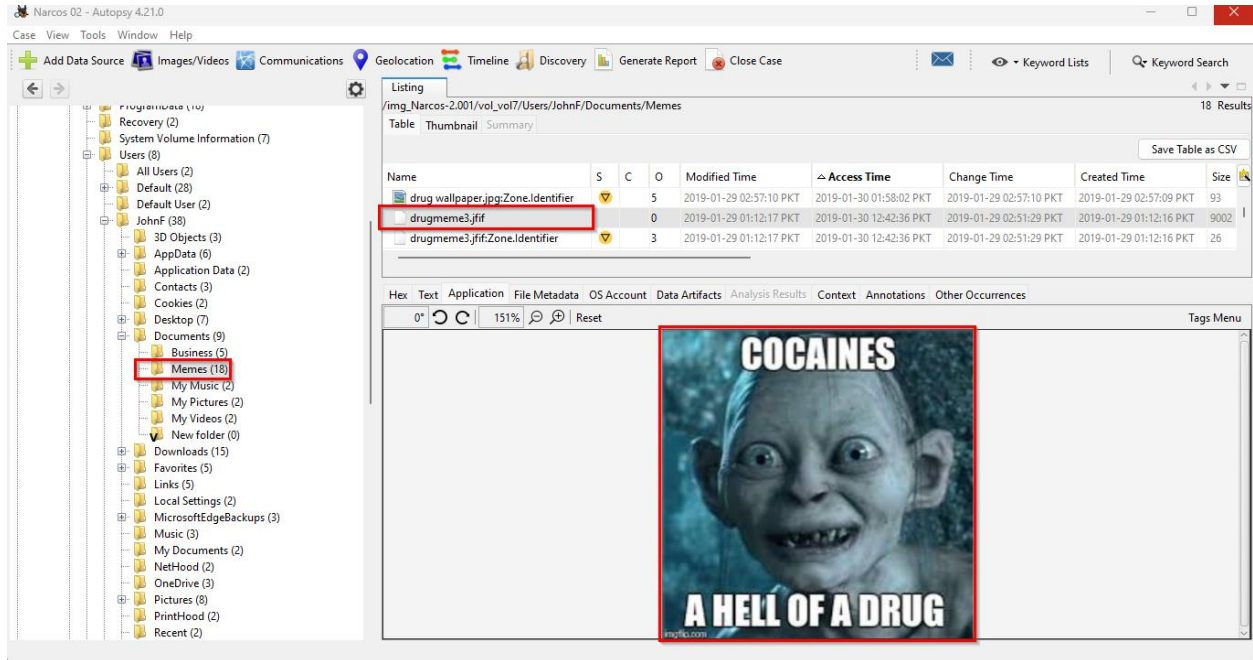 Narcos 02 - Autopsy 4.21.0
Case View Tools Window Help
Add Data Source Images/Videos Communications Geolocation Timeline Discovery Generate Report Close Case Keyword Lists Keyword Search
Listing
/img_Narcos-2.001/vol_vol7/Users/JohnF/Documents/Memes 18 Results
Table Thumbnail Summary
Save Table as CSV
Name S C O Modified Time Access Time Change Time Created Time Size
drug wallpaper.jpg:Zone.Identifier 5 2019-01-29 02:57:10 PKT 2019-01-30 01:58:02 PKT 2019-01-29 02:57:10 PKT 2019-01-29 02:57:09 PKT 93
drugmeme3.jfif 0 2019-01-29 01:12:17 PKT 2019-01-30 12:42:36 PKT 2019-01-29 02:51:29 PKT 2019-01-29 01:12:16 PKT 9002
drugmeme3.jfif:Zone.Identifier 3 2019-01-29 01:12:17 PKT 2019-01-30 12:42:36 PKT 2019-01-29 02:51:29 PKT 2019-01-29 01:12:16 PKT 26
Hex Text Application File Metadata OS Account Data Artifacts Analysis Results Context Annotations Other Occurrences
0° 151% Reset Tags Menu
COCAINES
A HELL OF A DRUG
imgflip.com
ProgramData (18)
Recovery (2)
System Volume Information (7)
Users (8)
All Users (2)
Default (28)
Default User (2)
JohnF (38)
3D Objects (3)
AppData (6)
Application Data (2)
Contacts (3)
Cookies (2)
Desktop (7)
Documents (9)
Business (5)
Memes (18)
My Music (2)
My Pictures (2)
My Videos (2)
New folder (0)
Downloads (15)
Favorites (5)
Links (5)
Local Settings (2)
MicrosoftEdgeBackups (3)
Music (3)
My Documents (2)
NetHood (2)
OneDrive (3)
Pictures (8)
PrintHood (2)
Recent (2)